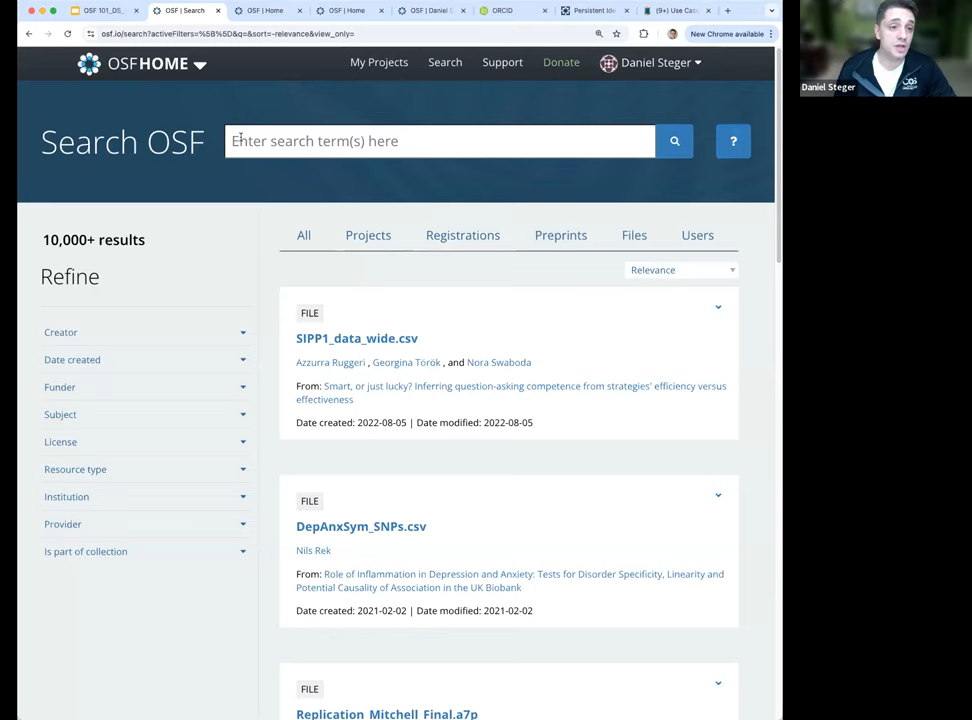 OSF 101_DS_
OSF | Search
OSF | Home
OSF | Home
OSF | Daniel S
ORCID
Persistent Ide
(9+) Use Case
osf.io/search?activeFilters=%5B%5D&q=&sort=-relevance&view_only=
New Chrome available
OSFHOME
My Projects
Search
Support
Donate
Daniel Steger
Daniel Steger
Search OSF
Enter search term(s) here
?
10,000+ results
Refine
Creator
Date created
Funder
Subject
License
Resource type
Institution
Provider
Is part of collection
All
Projects
Registrations
Preprints
Files
Users
Relevance
FILE
SIPP1_data_wide.csv
Azzurra Ruggeri , Georgina Török , and Nora Swaboda
From: Smart, or just lucky? Inferring question-asking competence from strategies' efficiency versus
effectiveness
Date created: 2022-08-05 | Date modified: 2022-08-05
FILE
DepAnxSym_SNPs.csv
Nils Rek
From: Role of Inflammation in Depression and Anxiety: Tests for Disorder Specificity, Linearity and
Potential Causality of Association in the UK Biobank
Date created: 2021-02-02 | Date modified: 2021-02-02
FILE
Replication_Mitchell_Final.a7p